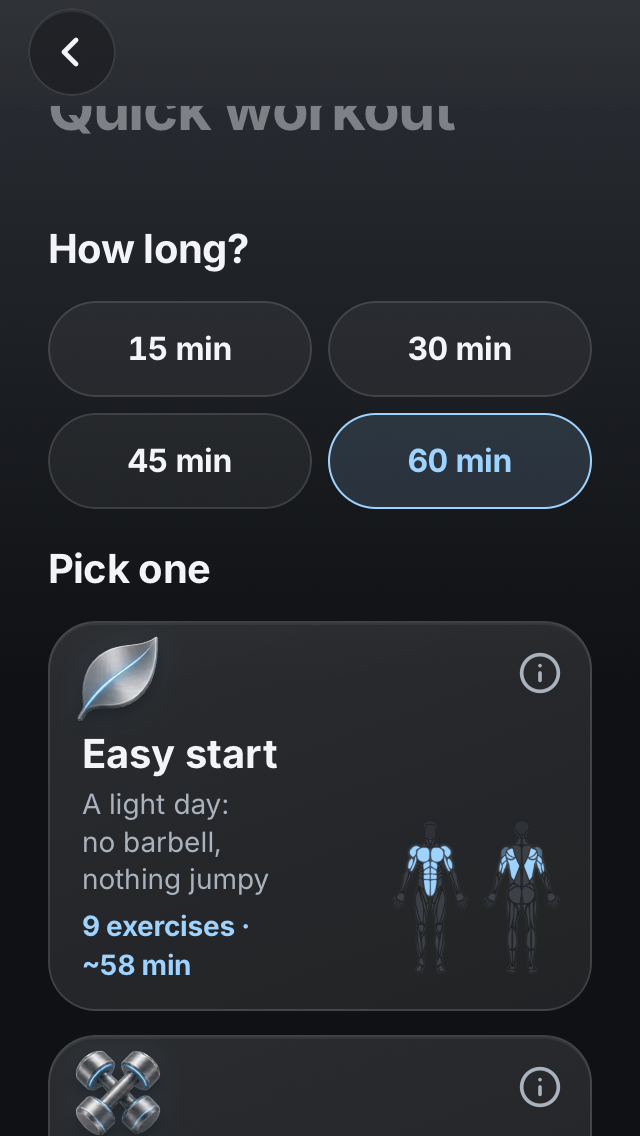 Quick workout
How long?
15 min
30 min
45 min
60 min
Pick one
Easy start
A light day:
no barbell,
nothing jumpy
9 exercises ·
~58 min